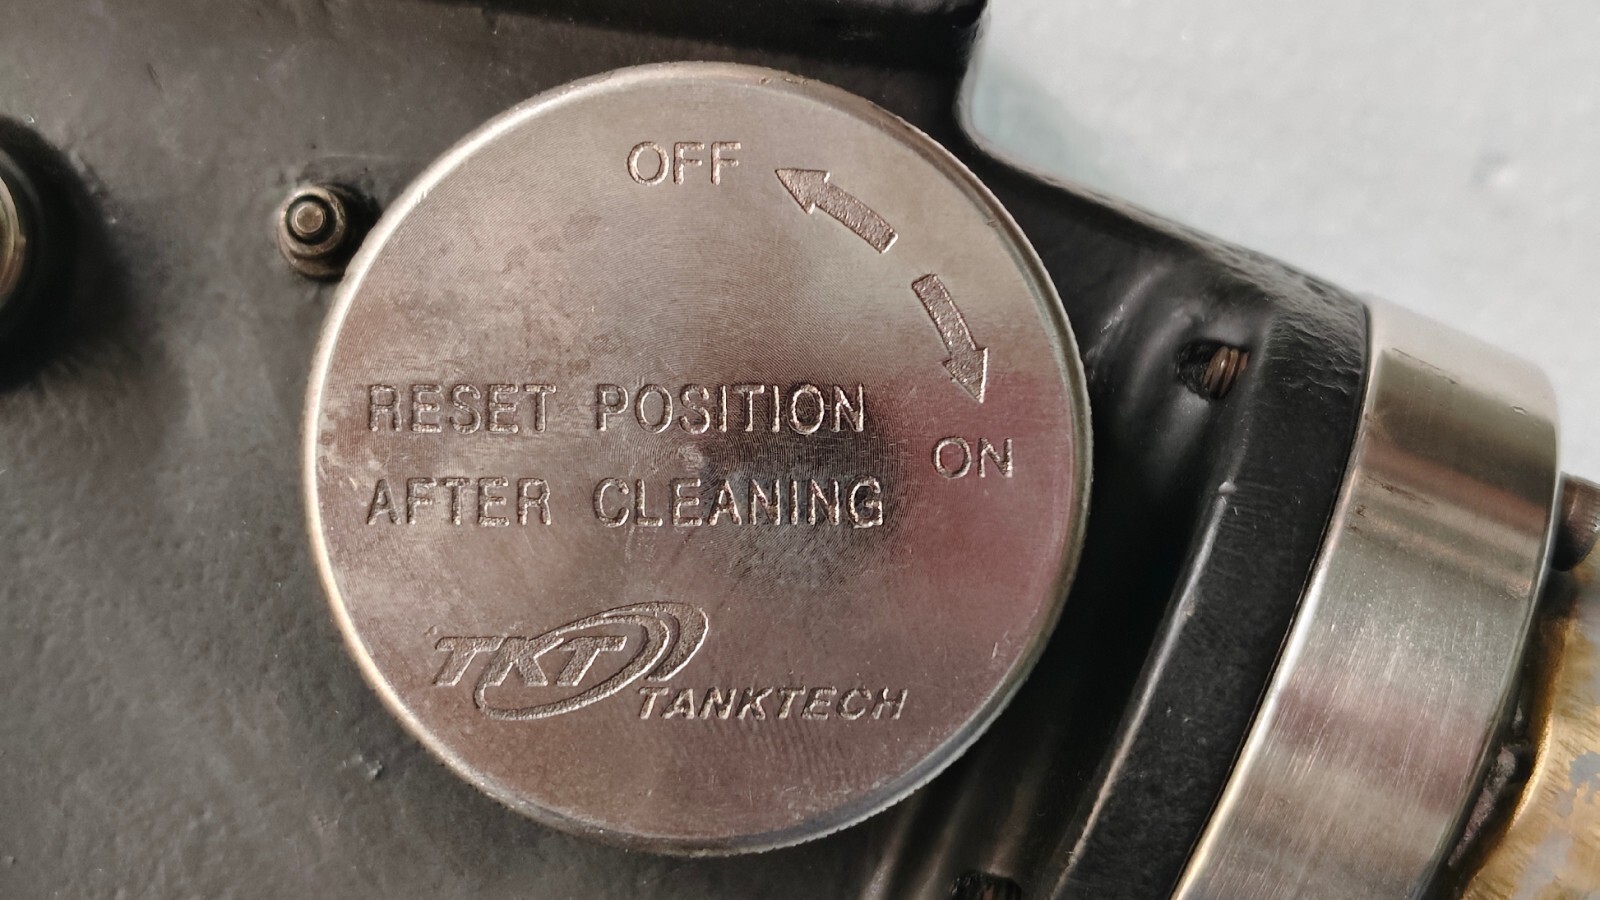 OFF
ON
RESET POSITION
AFTER CLEANING
TKT
TANKTECH